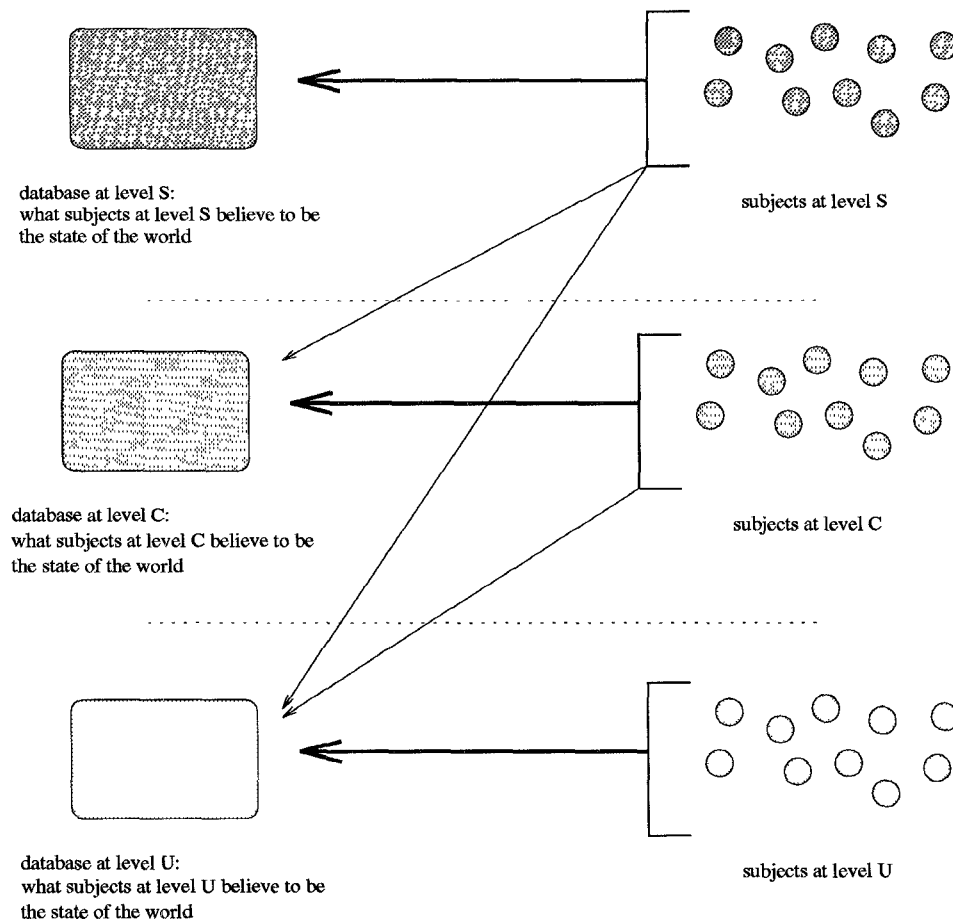 database at level S:
what subjects at level S believe to be
the state of the world
subjects at level S
database at level C:
what subjects at level C believe to be
the state of the world
subjects at level C
database at level U:
what subjects at level U believe to be
the state of the world
subjects at level U